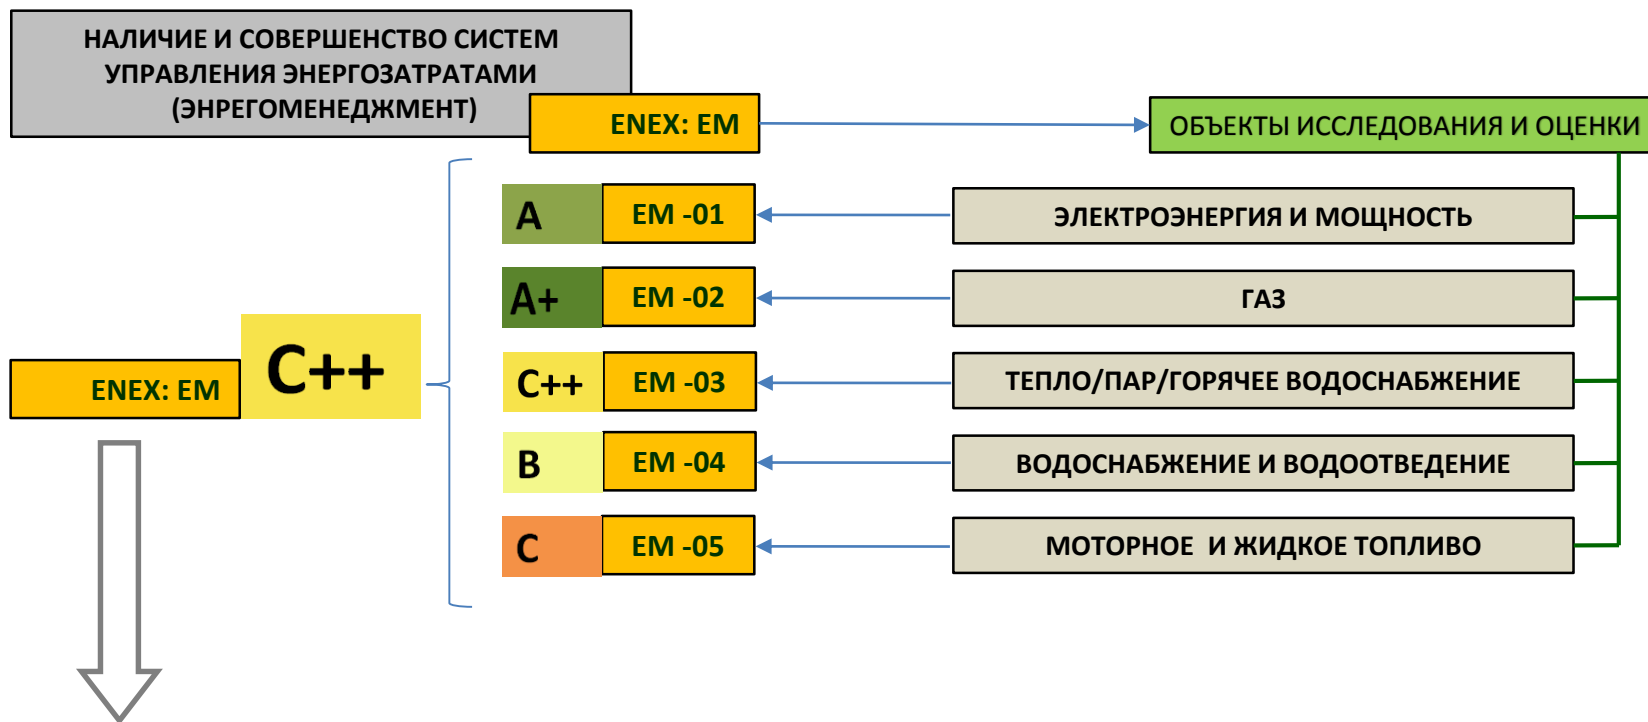 НАЛИЧИЕ И СОВЕРШЕНСТВО СИСТЕМ
УПРАВЛЕНИЯ ЭНЕРГОЗАТРАТАМИ
(ЭНРЕГОМЕНЕДЖМЕНТ)
ENEX: EM
ОБЪЕКТЫ ИССЛЕДОВАНИЯ И ОЦЕНКИ
A EM -01 ЭЛЕКТРОЭНЕРГИЯ И МОЩНОСТЬ
A+ EM -02 ГАЗ
C++ EM -03 ТЕПЛО/ПАР/ГОРЯЧЕЕ ВОДОСНАБЖЕНИЕ
ENEX: EM C++
B EM -04 ВОДОСНАБЖЕНИЕ И ВОДООТВЕДЕНИЕ
C EM -05 МОТОРНОЕ И ЖИДКОЕ ТОПЛИВО